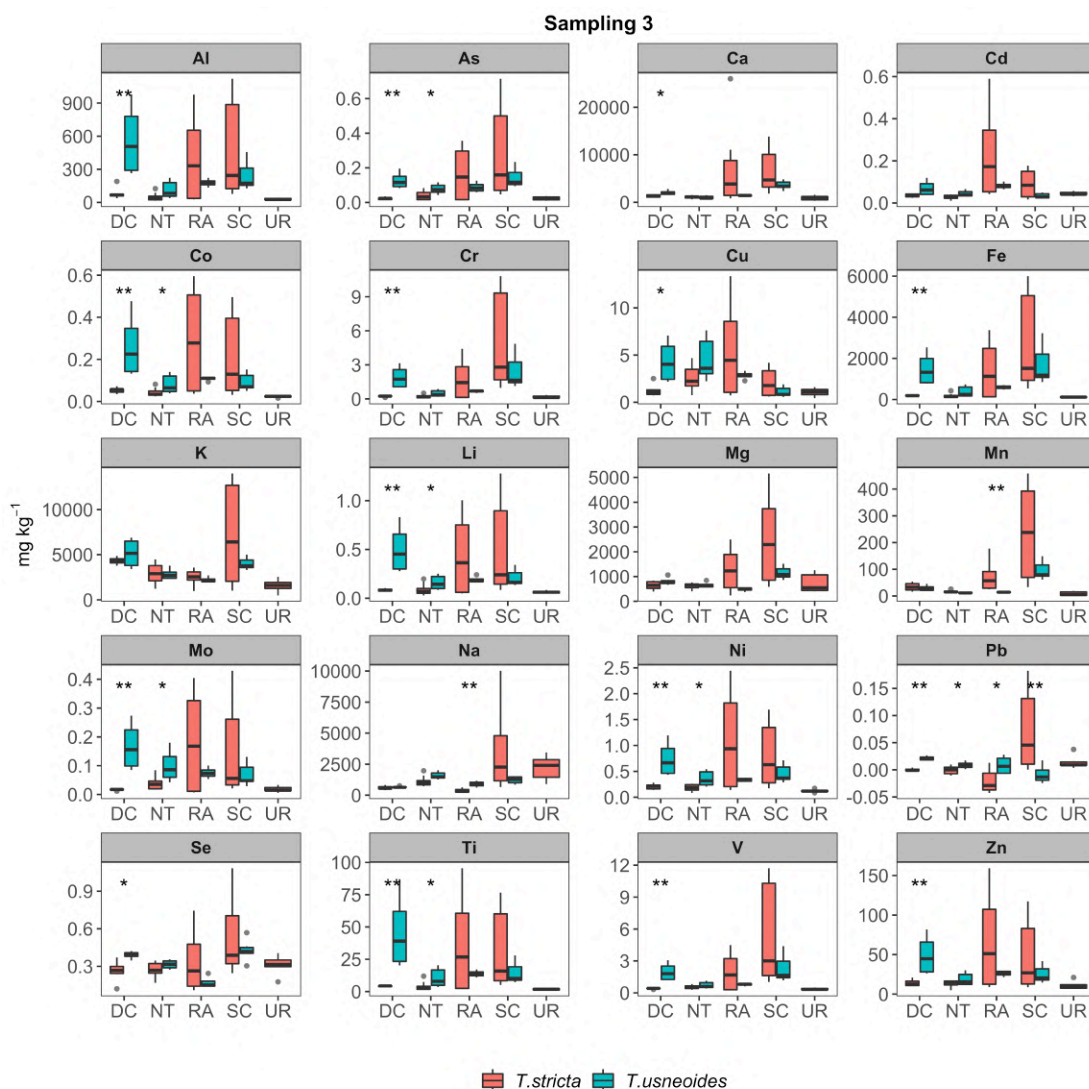 Sampling 3
Al As Ca Cd
900 600 300 0
0.6 0.4 0.2 0.0
20000 10000 0
0.6 0.4 0.2 0.0
** ** * *
DC NT RA SC UR DC NT RA SC UR DC NT RA SC UR DC NT RA SC UR
Co Cr Cu Fe
0.6 0.4 0.2 0.0
9 6 3 0
10 5 0
6000 4000 2000 0
** * ** * **
DC NT RA SC UR DC NT RA SC UR DC NT RA SC UR DC NT RA SC UR
K Li Mg Mn
10000 5000 0
1.0 0.5 0.0
5000 4000 3000 2000 1000 0
400 300 200 100 0
** * **
DC NT RA SC UR DC NT RA SC UR DC NT RA SC UR DC NT RA SC UR
mg kg⁻¹
Mo Na Ni Pb
0.4 0.3 0.2 0.1 0.0
10000 7500 5000 2500 0
2.5 2.0 1.5 1.0 0.5 0.0
0.15 0.10 0.05 0.00 -0.05
** * ** ** * ** * * **
DC NT RA SC UR DC NT RA SC UR DC NT RA SC UR DC NT RA SC UR
Se Ti V Zn
0.9 0.6 0.3
100 75 50 25 0
12 9 6 3 0
150 100 50 0
* ** * ** **
DC NT RA SC UR DC NT RA SC UR DC NT RA SC UR DC NT RA SC UR
T.stricta T.usneoides